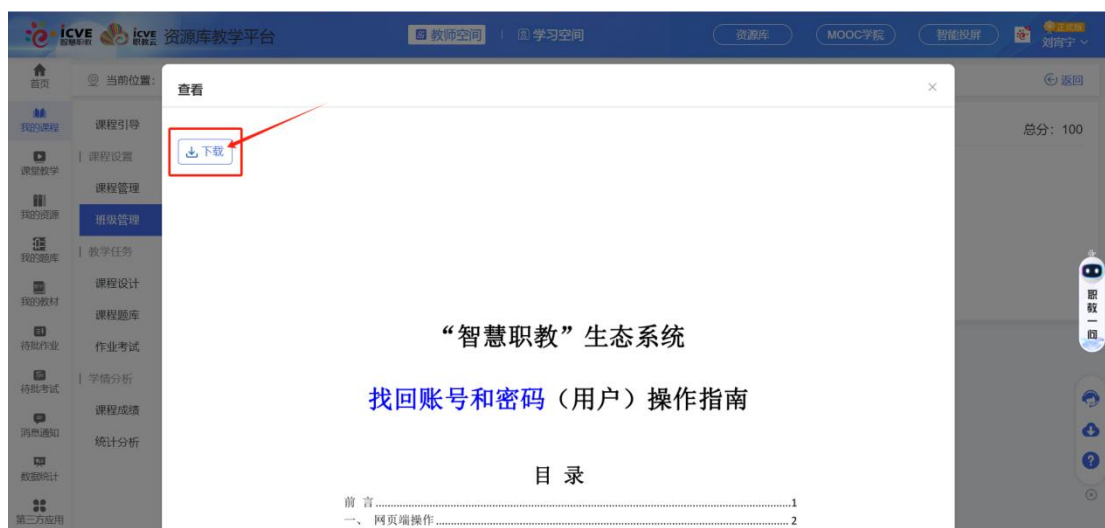 icve 智慧职教 icve 职教云 资源库教学平台 教师空间 学习空间 资源库 MOOC学院 智能投屏 正式版
刘宵宁
首页
当前位置:
返回
查看
我的课程
课程引导
总分：100
下载
课程设置
课堂教学
课程管理
我的资源
班级管理
教学任务
我的题库
课程设计
我的教材
课程题库
待批作业
作业考试
待批考试
学情分析
课程成绩
消息通知
统计分析
数据统计
第三方应用
职教一问
“智慧职教”生态系统
找回账号和密码（用户）操作指南
目 录
前 言 1
一、 网页端操作 2